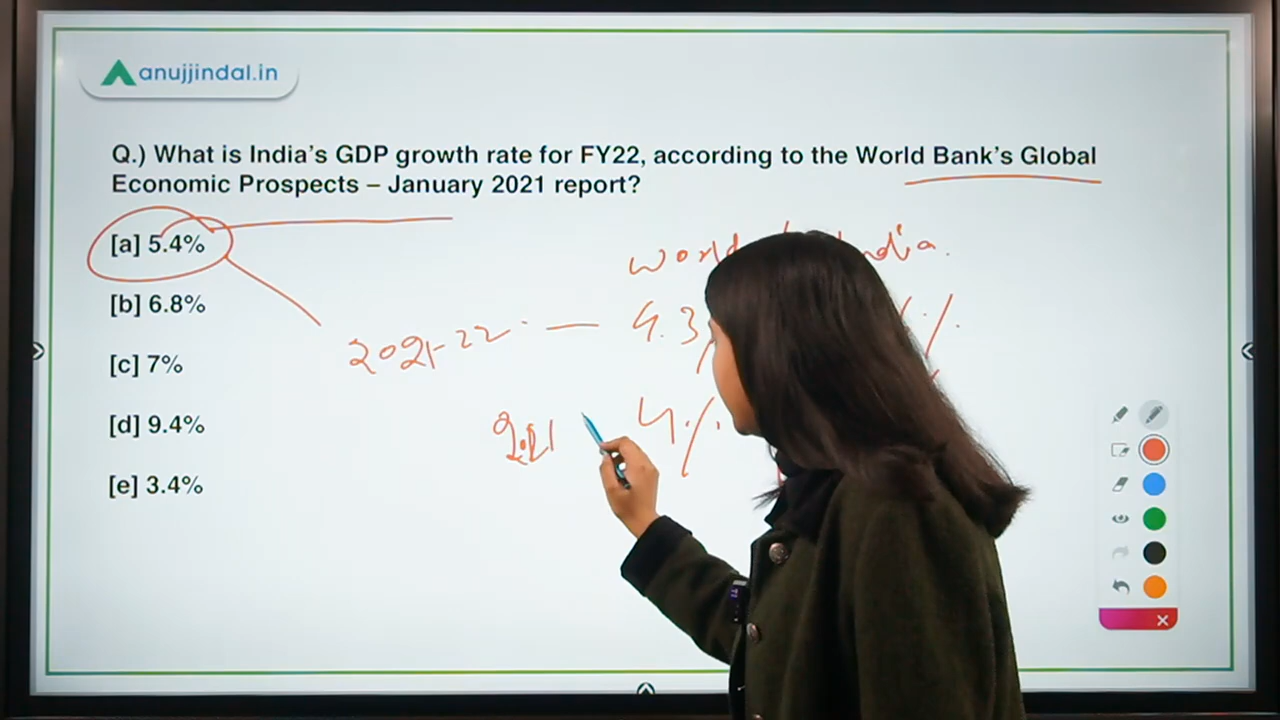 anujjindal.in
Q.) What is India's GDP growth rate for FY22, according to the World Bank's Global
Economic Prospects – January 2021 report?
[a] 5.4%
[b] 6.8%
[c] 7%
[d] 9.4%
[e] 3.4%
World
2021-22 — 4.3
2021 4%